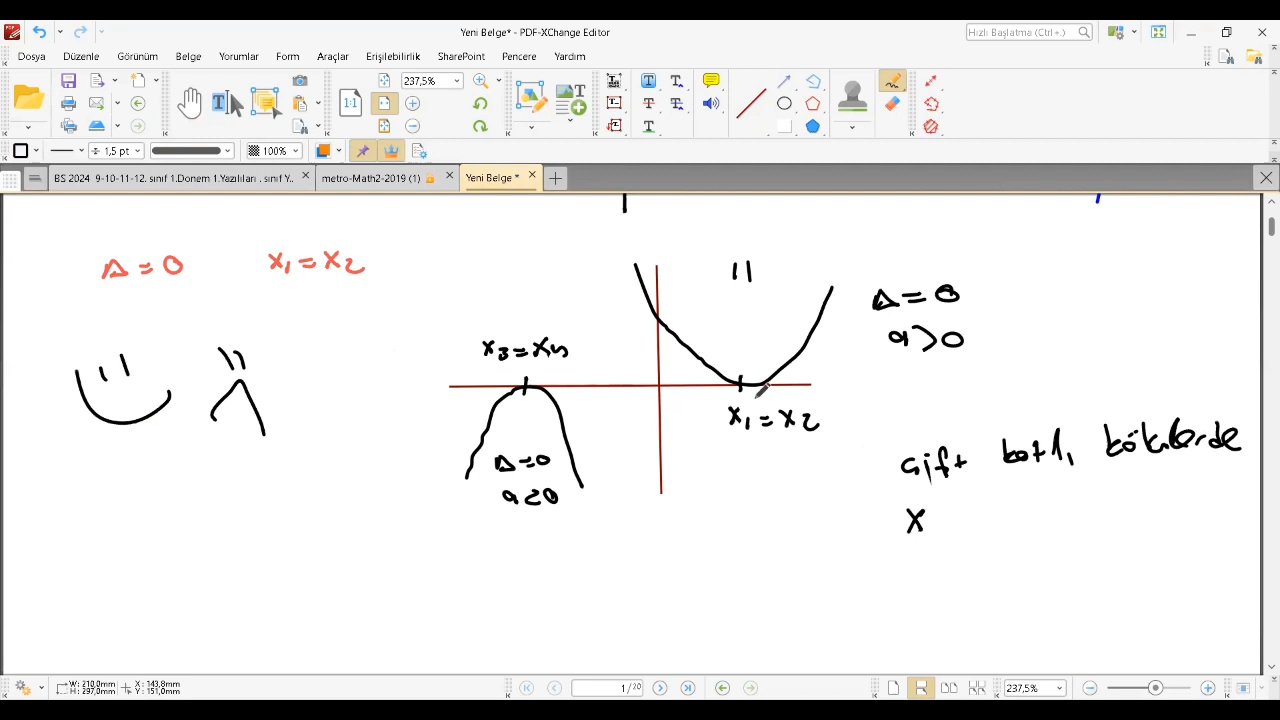 Yeni Belge* - PDF-XChange Editor
Hızlı Başlatma (Ctrl+.)
Dosya Düzenle Görünüm Belge Yorumlar Form Araçlar Erişilebilirlik SharePoint Pencere Yardım
237,5%
1,5 pt
100%
BS 2024 9-10-11-12. sınıf 1.Donem 1.Yazılıları . sınıf Y...
metro-Math2-2019 (1)
Yeni Belge *
Δ = 0 x₁ = x₂
Δ = 0
a > 0
x₃ = x₄
x₁ = x₂
Δ = 0
a < 0
çift katlı köklerde
X
W: 210,0mm
H: 297,0mm
X: 143,8mm
Y: 151,0mm
1 / 20
237,5%